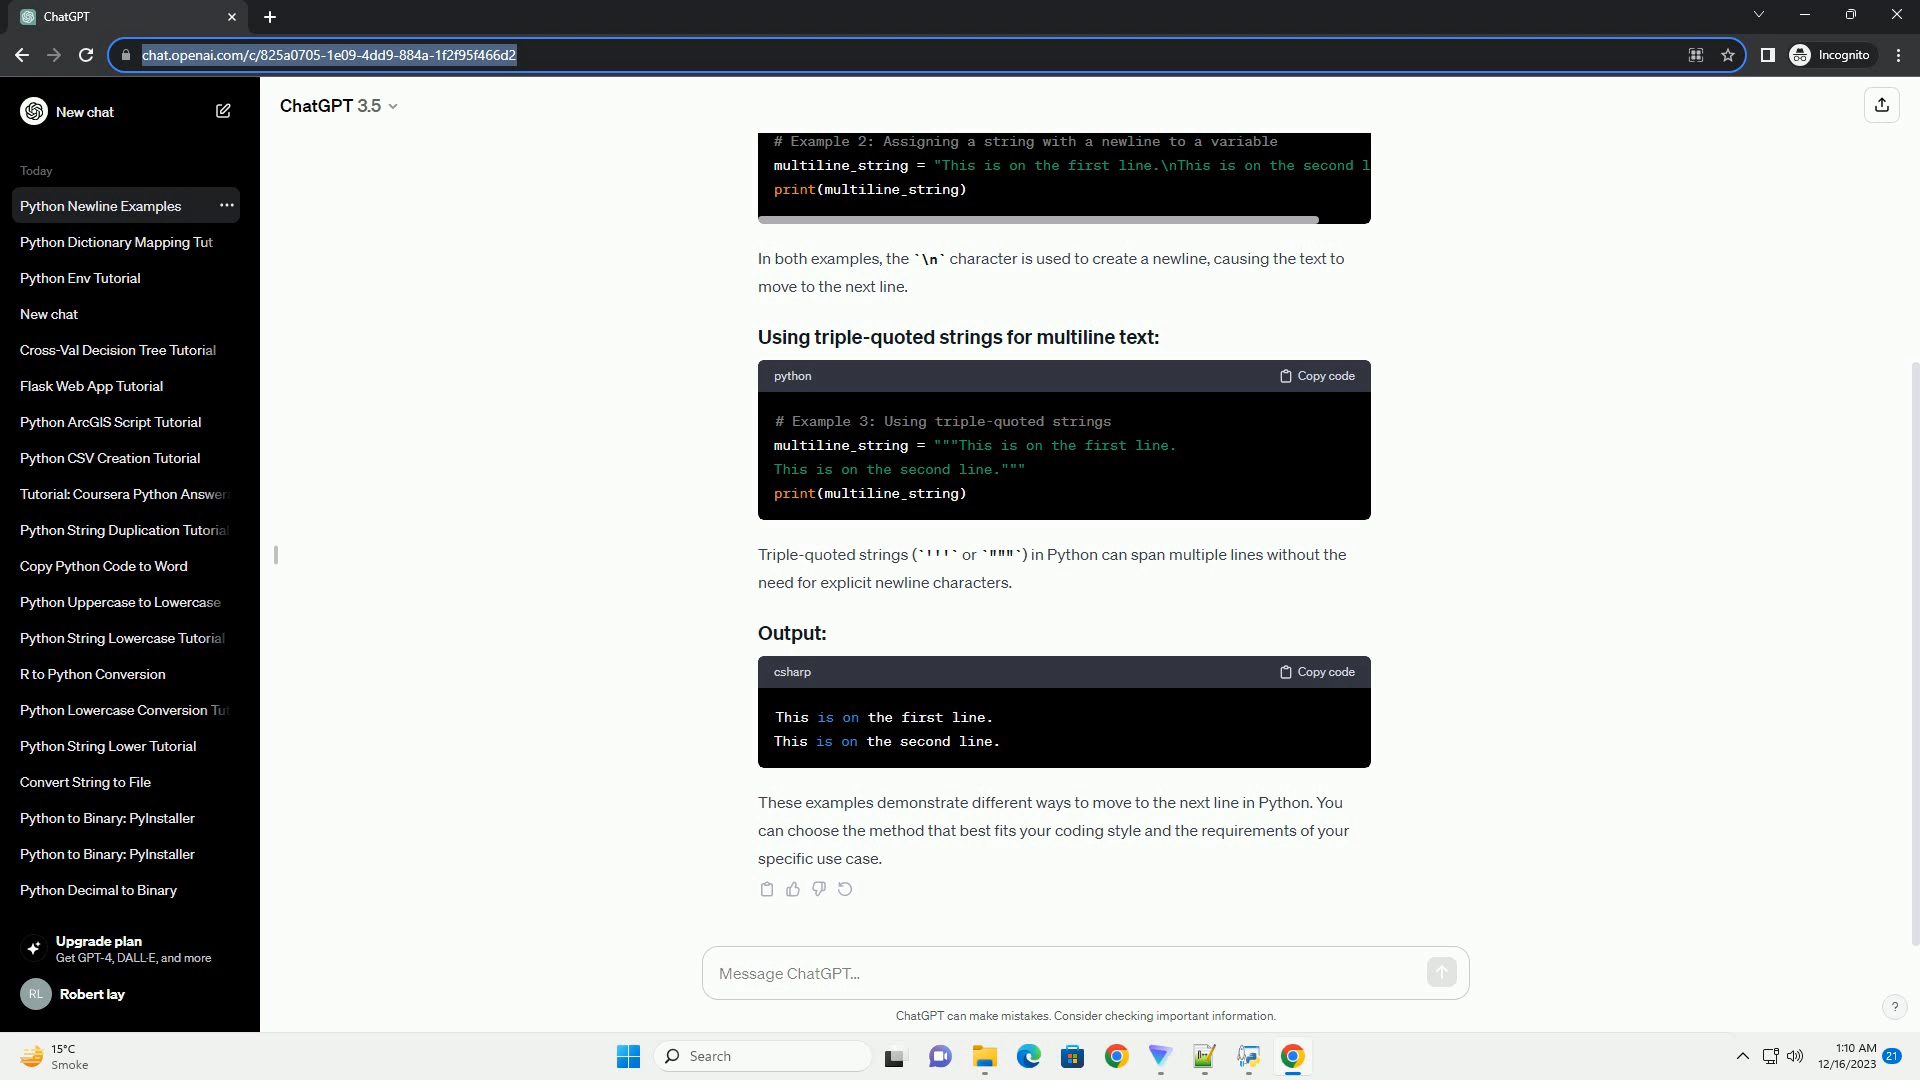 ChatGPT
chat.openai.com/c/825a0705-1e09-4dd9-884a-1f2f95f466d2
Incognito
New chat
Today
Python Newline Examples
Python Dictionary Mapping Tut
Python Env Tutorial
New chat
Cross-Val Decision Tree Tutorial
Flask Web App Tutorial
Python ArcGIS Script Tutorial
Python CSV Creation Tutorial
Tutorial: Coursera Python Answer
Python String Duplication Tutorial
Copy Python Code to Word
Python Uppercase to Lowercase
Python String Lowercase Tutorial
R to Python Conversion
Python Lowercase Conversion Tut
Python String Lower Tutorial
Convert String to File
Python to Binary: PyInstaller
Python to Binary: PyInstaller
Python Decimal to Binary
Upgrade plan
Get GPT-4, DALL·E, and more
RL Robert lay
ChatGPT 3.5
# Example 2: Assigning a string with a newline to a variable
multiline_string = "This is on the first line.\nThis is on the second l
print(multiline_string)
In both examples, the `\n` character is used to create a newline, causing the text to
move to the next line.
Using triple-quoted strings for multiline text:
python Copy code
# Example 3: Using triple-quoted strings
multiline_string = """This is on the first line.
This is on the second line."""
print(multiline_string)
Triple-quoted strings (`'''` or `"""`) in Python can span multiple lines without the
need for explicit newline characters.
Output:
csharp Copy code
This is on the first line.
This is on the second line.
These examples demonstrate different ways to move to the next line in Python. You
can choose the method that best fits your coding style and the requirements of your
specific use case.
Message ChatGPT...
ChatGPT can make mistakes. Consider checking important information.
?
15°C
Smoke
Search
1:10 AM
12/16/2023
21